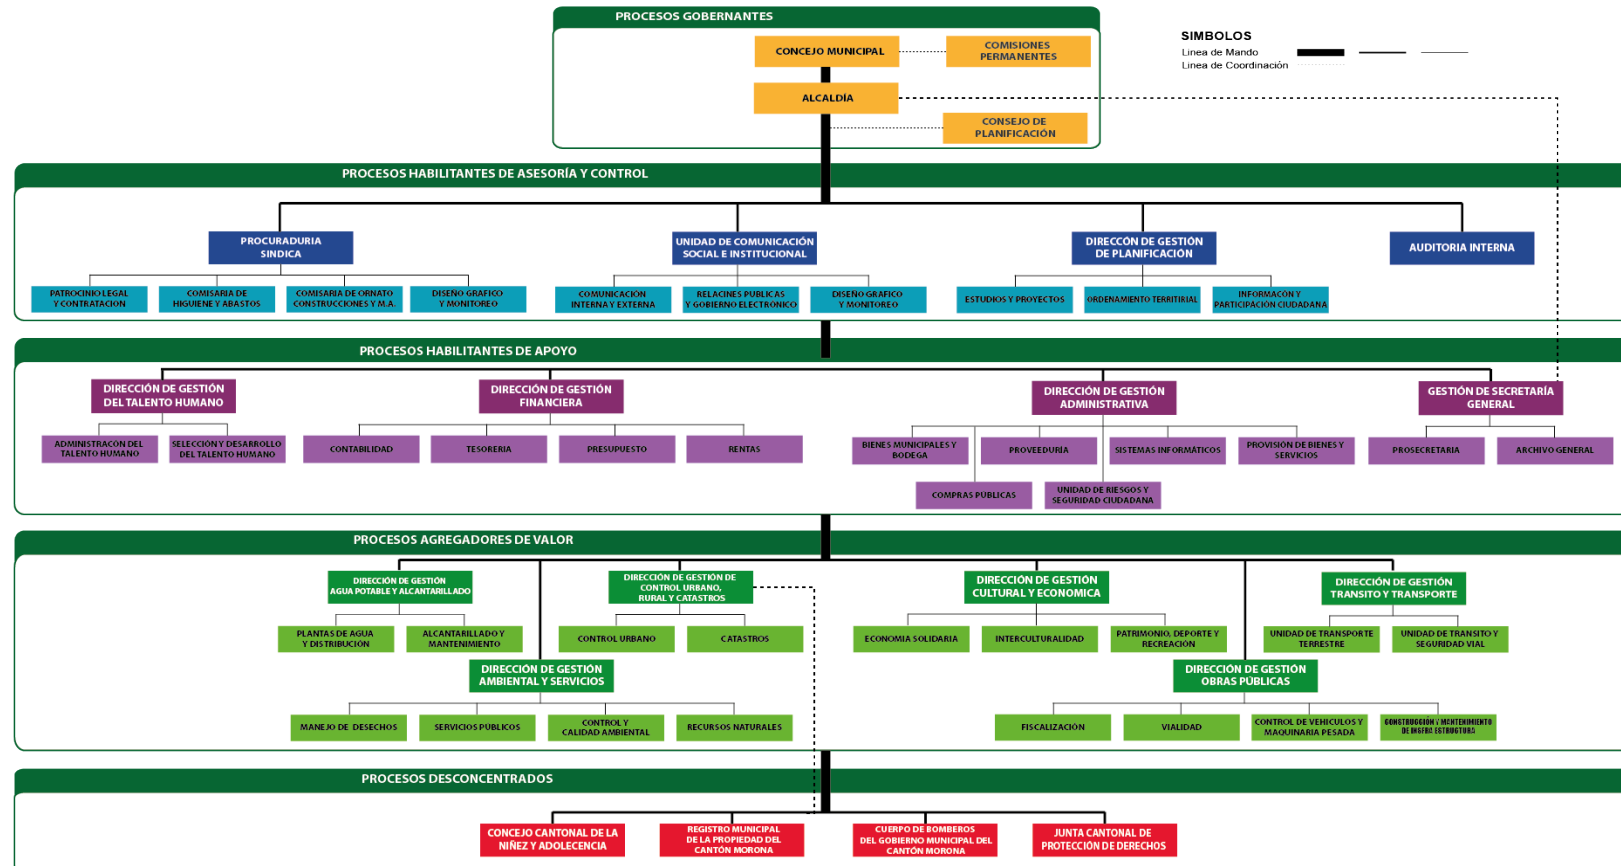 PROCESOS GOBERNANTES
CONCEJO MUNICIPAL
COMISIONES
PERMANENTES
ALCALDÍA
CONSEJO DE
PLANIFICACIÓN
SIMBOLOS
Linea de Mando
Linea de Coordinación
PROCESOS HABILITANTES DE ASESORÍA Y CONTROL
PROCURADURIA
SINDICA
UNIDAD DE COMUNICACIÓN
SOCIAL E INSTITUCIONAL
DIRECCÓN DE GESTIÓN
DE PLANIFICACIÓN
AUDITORIA INTERNA
PATROCINIO LEGAL
Y CONTRATACION
COMISARIA DE
HIGUIENE Y ABASTOS
COMISARIA DE ORNATO
CONSTRUCCIONES Y M.A.
DISEÑO GRAFICO
Y MONITOREO
COMUNICACIÓN
INTERNA Y EXTERNA
RELACINES PUBLICAS
Y GOBIERNO ELECTRÓNICO
DISEÑO GRAFICO
Y MONITOREO
ESTUDIOS Y PROYECTOS
ORDENAMIENTO TERRITIRIAL
INFORMACÓN Y
PARTICIPACIÓN CIUDADANA
PROCESOS HABILITANTES DE APOYO
DIRECCIÓN DE GESTIÓN
DEL TALENTO HUMANO
DIRECCIÓN DE GESTIÓN
FINANCIERA
DIRECCIÓN DE GESTIÓN
ADMINISTRATIVA
GESTIÓN DE SECRETARÍA
GENERAL
ADMINISTRACÓN DEL
TALENTO HUMANO
SELECCIÓN Y DESARROLLO
DEL TALENTO HUMANO
CONTABILIDAD
TESORERIA
PRESUPUESTO
RENTAS
BIENES MUNICIPALES Y
BODEGA
PROVEEDURÍA
SISTEMAS INFORMÁTICOS
PROVISIÓN DE BIENES Y
SERVICIOS
PROSECRETARIA
ARCHIVO GENERAL
COMPRAS PÚBLICAS
UNIDAD DE RIESGOS Y
SEGURIDAD CIUDADANA
PROCESOS AGREGADORES DE VALOR
DIRECCIÓN DE GESTIÓN
AGUA POTABLE Y ALCANTARILLADO
DIRECCIÓN DE GESTIÓN DE
CONTROL URBANO,
RURAL Y CATASTROS
DIRECCIÓN DE GESTIÓN
CULTURAL Y ECONOMICA
DIRECCIÓN DE GESTIÓN
TRANSITO Y TRANSPORTE
PLANTAS DE AGUA
Y DISTRIBUCIÓN
ALCANTARILLADO Y
MANTENIMIENTO
CONTROL URBANO
CATASTROS
ECONOMIA SOLIDARIA
INTERCULTURALIDAD
PATRIMONIO, DEPORTE Y
RECREACIÓN
UNIDAD DE TRANSPORTE
TERRESTRE
UNIDAD DE TRANSITO Y
SEGURIDAD VIAL
DIRECCIÓN DE GESTIÓN
AMBIENTAL Y SERVICIOS
DIRECCIÓN DE GESTIÓN
OBRAS PÚBLICAS
MANEJO DE DESECHOS
SERVICIOS PÚBLICOS
CONTROL Y
CALIDAD AMBIENTAL
RECURSOS NATURALES
FISCALIZACIÓN
VIALIDAD
CONTROL DE VEHICULOS Y
MAQUINARIA PESADA
CONSTRUCCIÓN Y MANTENIMIENTO
DE INSFRA ESTRUCTURA
PROCESOS DESCONCENTRADOS
CONCEJO CANTONAL DE LA
NIÑEZ Y ADOLECENCIA
REGISTRO MUNICIPAL
DE LA PROPIEDAD DEL
CANTÓN MORONA
CUERPO DE BOMBEROS
DEL GOBIERNO MUNICIPAL DEL
CANTÓN MORONA
JUNTA CANTONAL DE
PROTECCIÓN DE DERECHOS